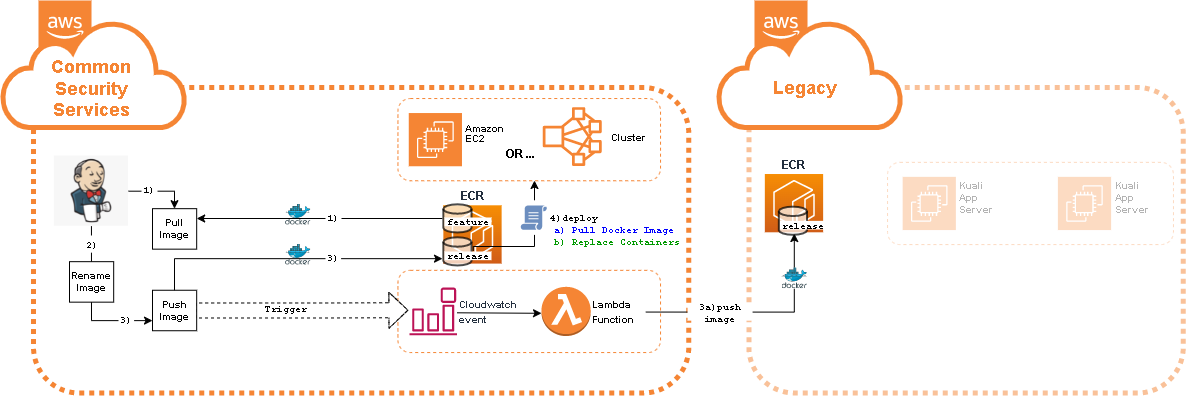 aws
Common
Security
Services
aws
Legacy
Amazon
EC2
OR ...
Cluster
ECR
Kuali
App
Server
Kuali
App
Server
1)
Pull
Image
docker
1)
ECR
feature
4)deploy
a) Pull Docker Image
b) Replace Containers
release
2)
docker
3)
release
Rename
Image
docker
3)
Push
Image
Trigger
Cloudwatch
event
Lambda
Function
3a)push
image